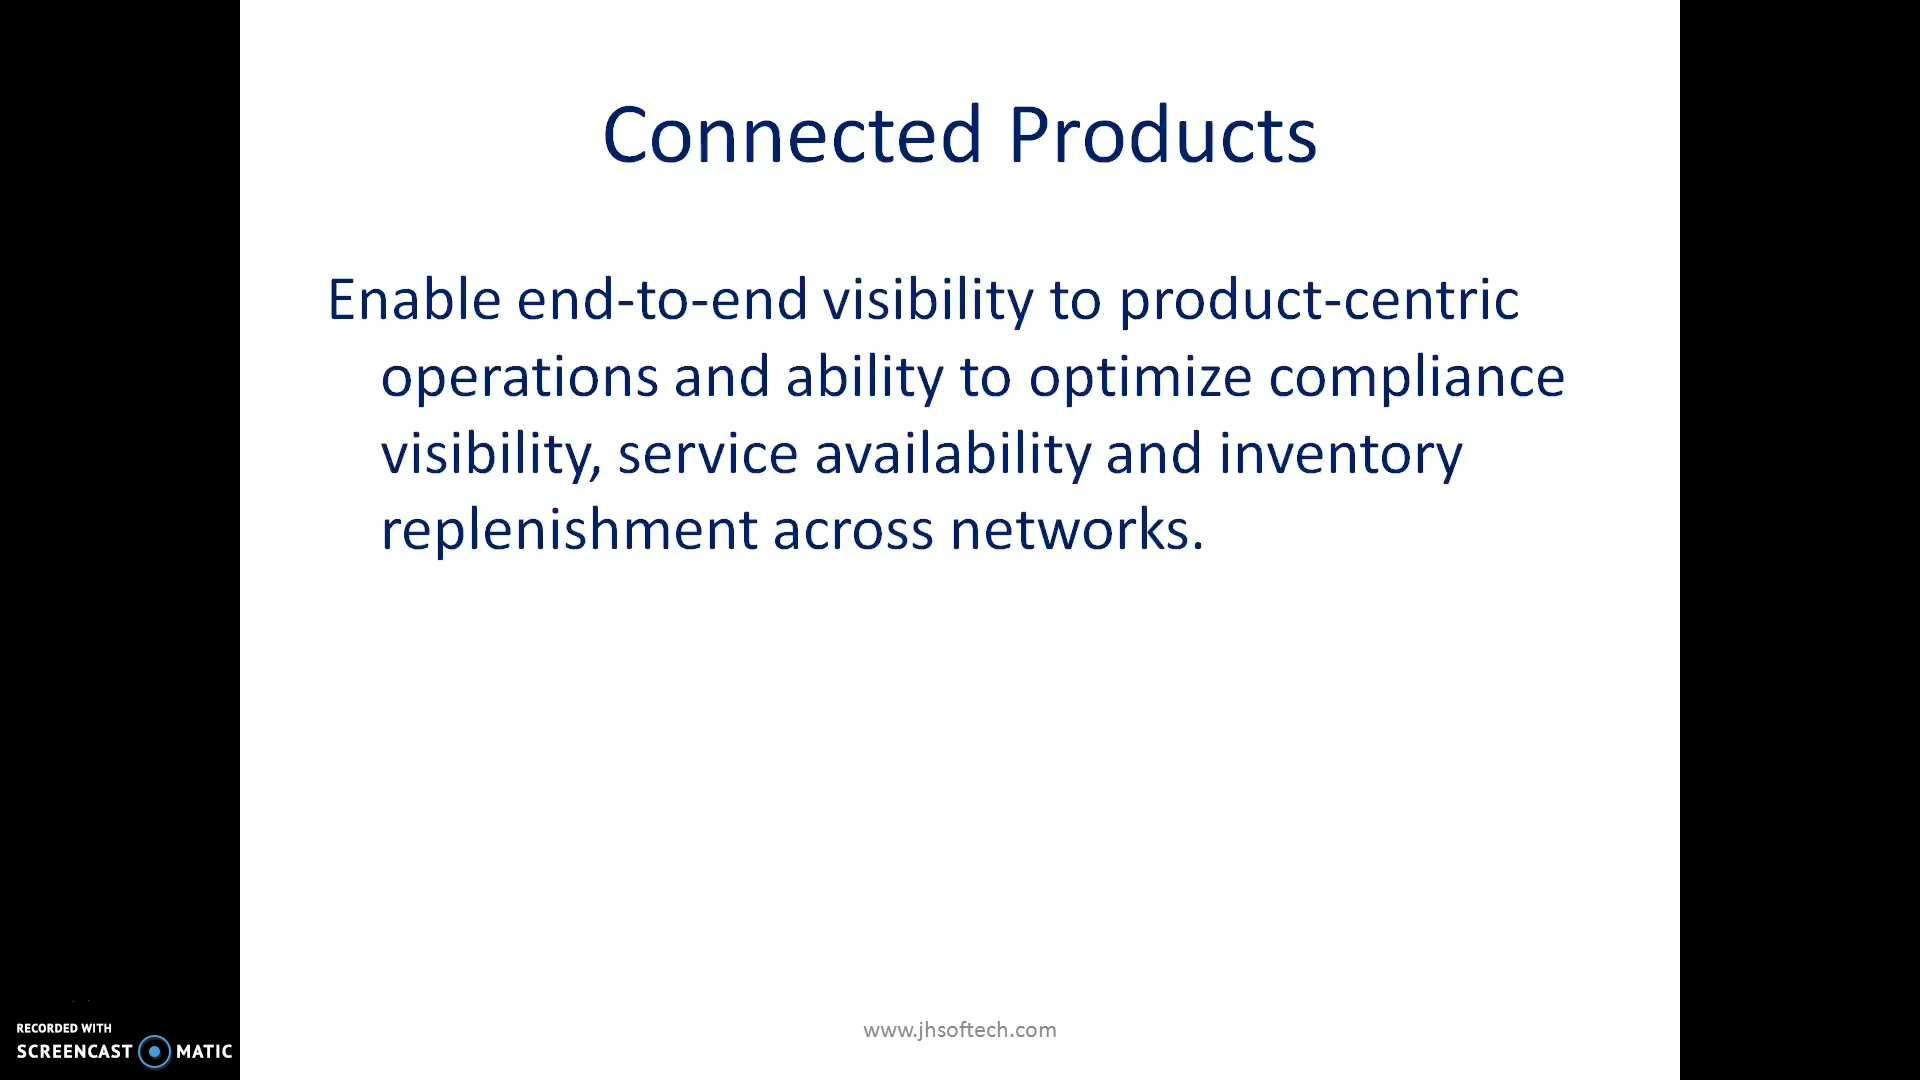 Connected Products
Enable end-to-end visibility to product-centric
operations and ability to optimize compliance
visibility, service availability and inventory
replenishment across networks.
www.jhsoftech.com
RECORDED WITH
SCREENCAST MATIC